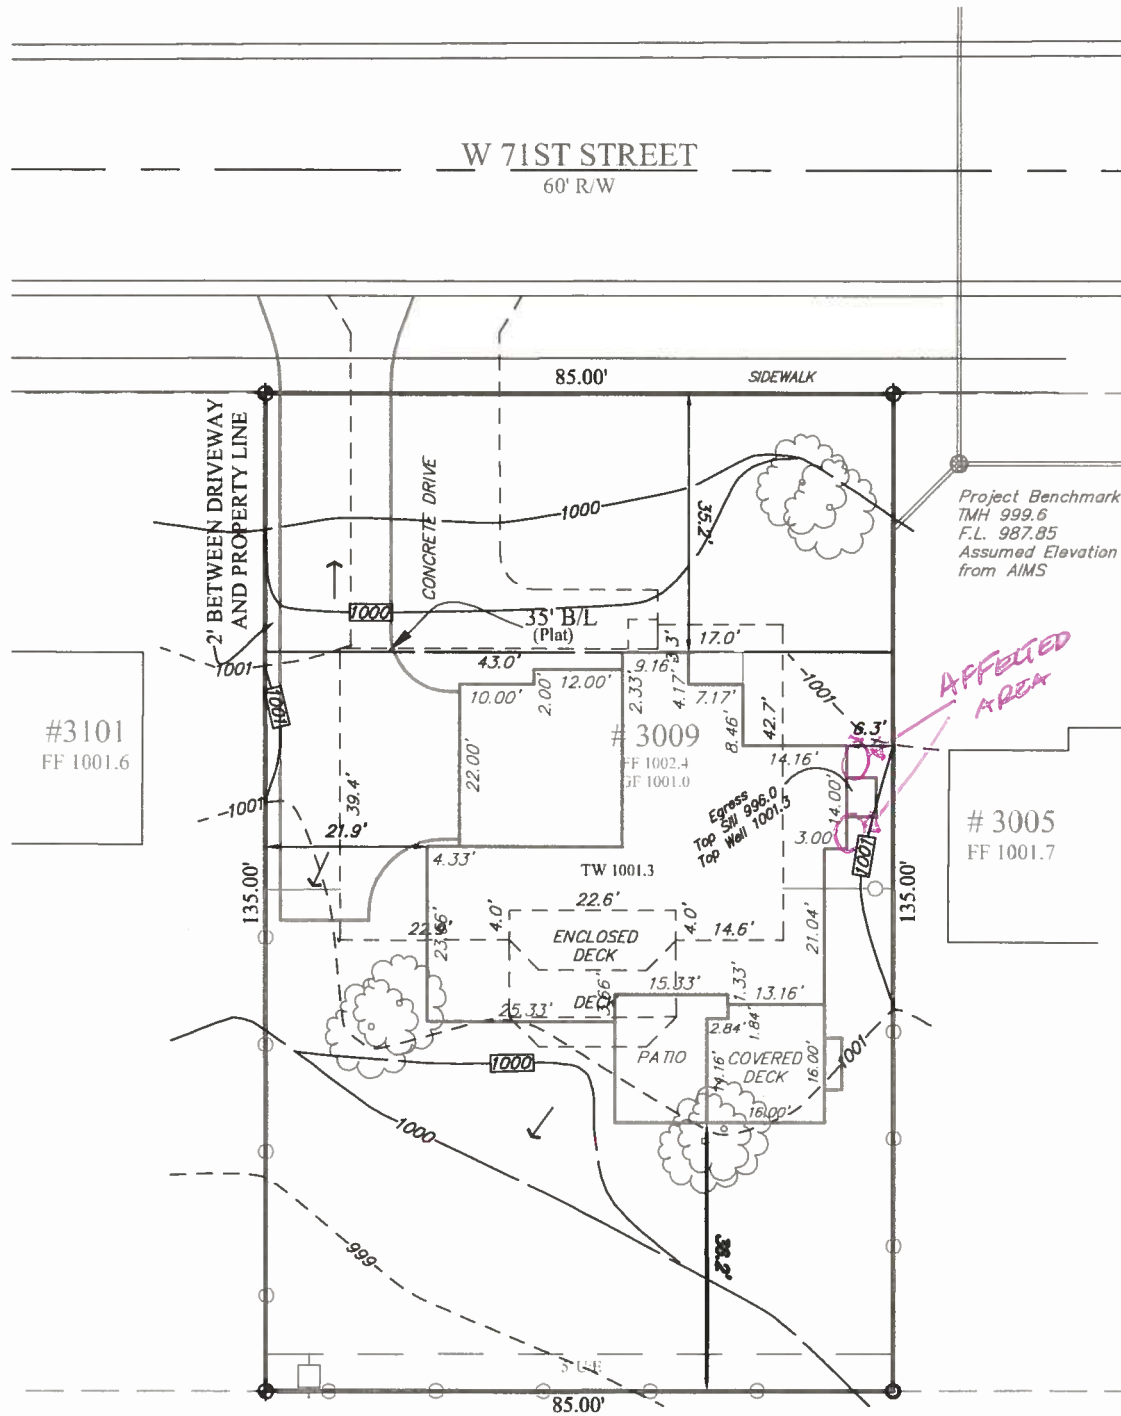 W 71ST STREET
60' R/W
85.00'
SIDEWALK
2' BETWEEN DRIVEWAY
AND PROPERTY LINE
CONCRETE DRIVE
1000
35.2'
Project Benchmark
TMH 999.6
F.L. 987.85
Assumed Elevation
from AIMS
1000
35' B/L
(Plat)
17.0'
43.0'
9.16'
1001
1001
10.00'
2.00'
12.00'
2.33'
4.17'
7.17'
1001
AFFECTED
AREA
#3101
FF 1001.6
# 3009
FF 1002.4
GF 1001.0
8.46'
42.7'
6.3'
14.16'
22.00'
39.4'
1001
21.9'
4.33'
Egress
Top Sill 996.0
Top Well 1001.3
14.00'
3.00'
1001
# 3005
FF 1001.7
TW 1001.3
135.00'
135.00'
22.6'
4.0'
4.0'
14.6'
21.04'
ENCLOSED
DECK
15.33'
1.33'
13.16'
DECK
25.33'
2.84'
1.84'
PATIO
COVERED
DECK
14.16'
16.00'
16.00'
1001
1000
1000
999
38.2'
5' U/E
85.00'